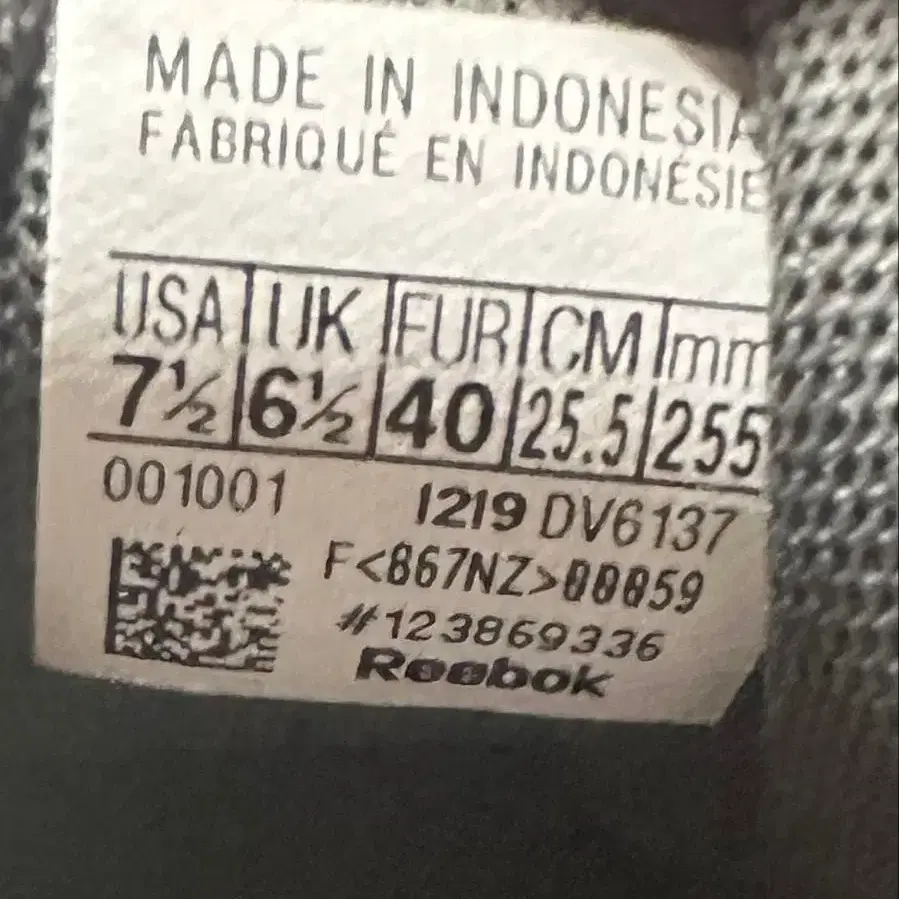 MADE IN INDONESIA
FABRIQUÉ EN INDONÉSIE
USA UK EUR CM mm
7½ 6½ 40 25.5 255
001001 1219 DV6137
F<867NZ>00059
#123869336
Reebok